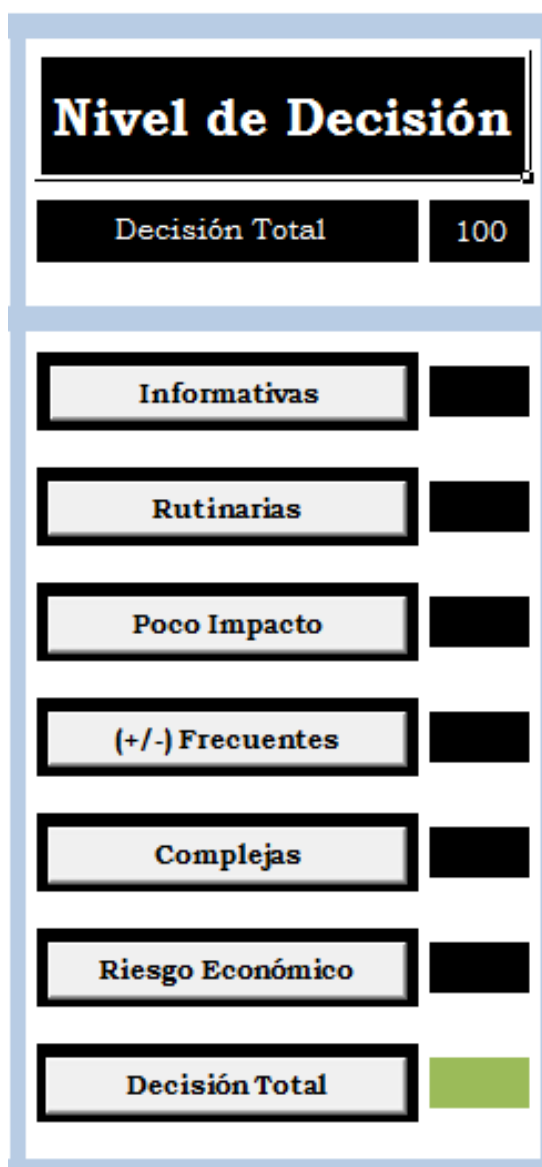 Nivel de Decisión
Decisión Total 100
Informativas
Rutinarias
Poco Impacto
(+/-) Frecuentes
Complejas
Riesgo Económico
Decisión Total